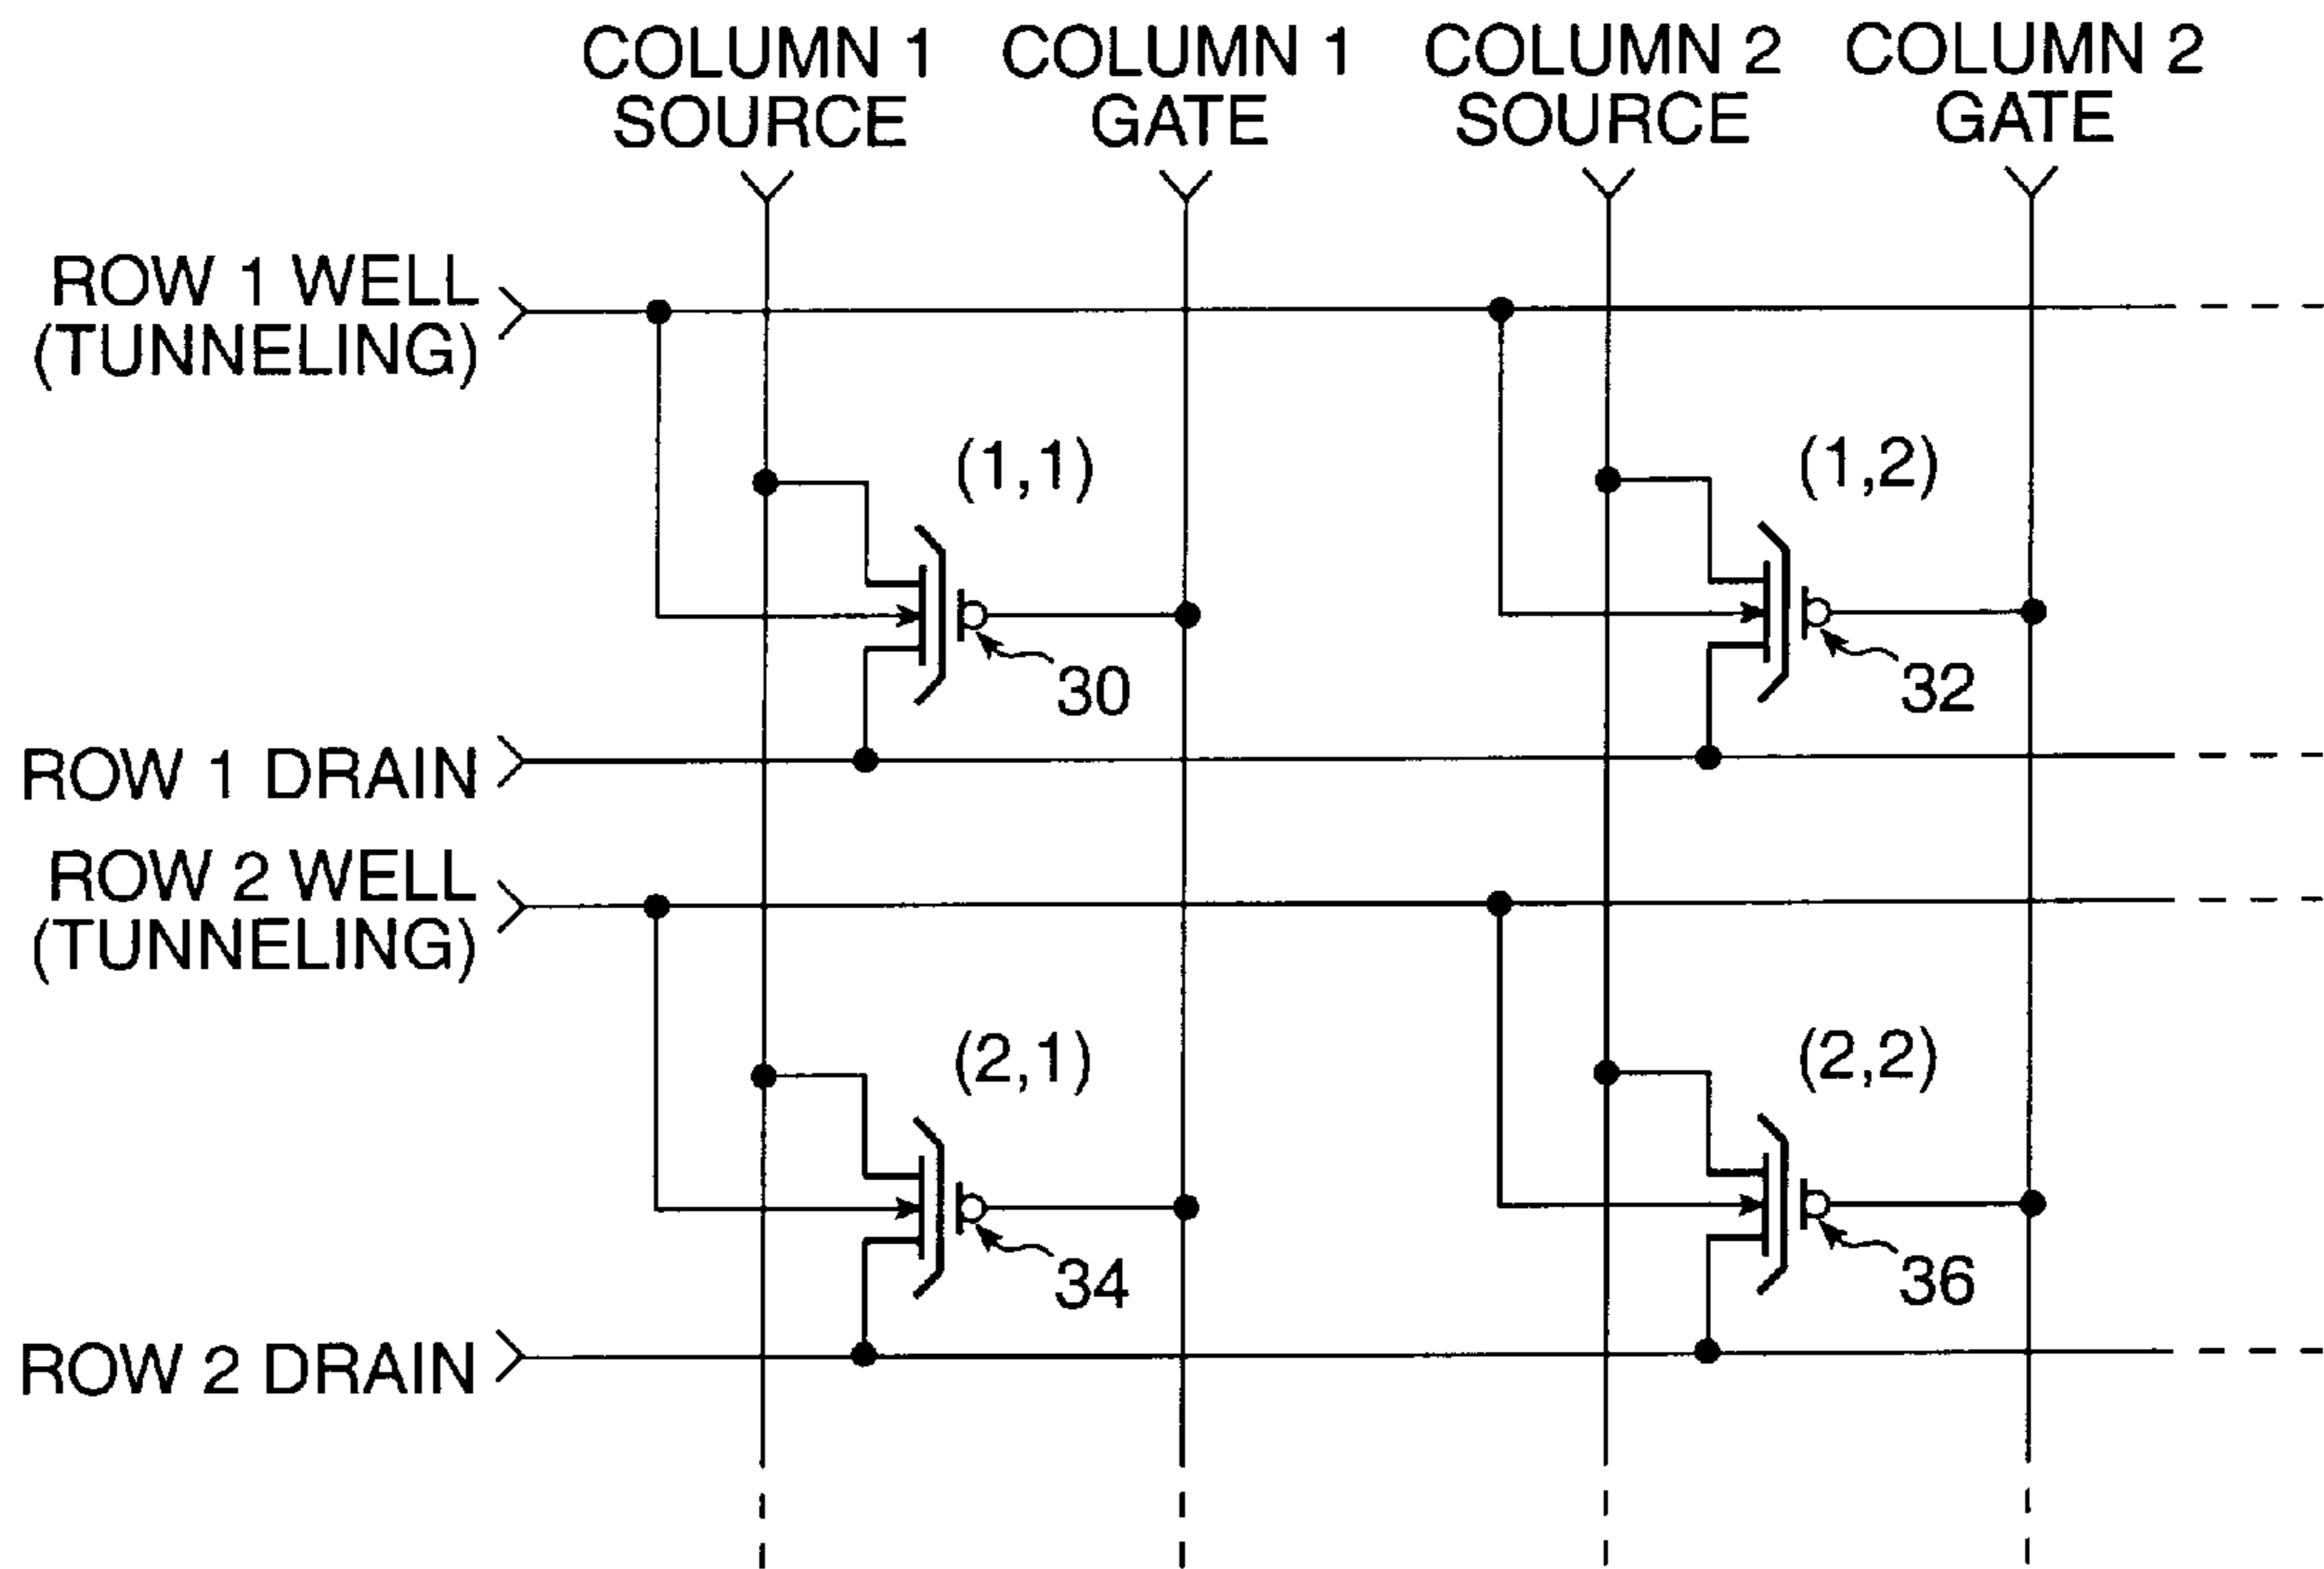 COLUMN 1
SOURCE
COLUMN 1
GATE
COLUMN 2
SOURCE
COLUMN 2
GATE
ROW 1 WELL
(TUNNELING)
(1,1)
(1,2)
30
32
ROW 1 DRAIN
ROW 2 WELL
(TUNNELING)
(2,1)
(2,2)
34
36
ROW 2 DRAIN